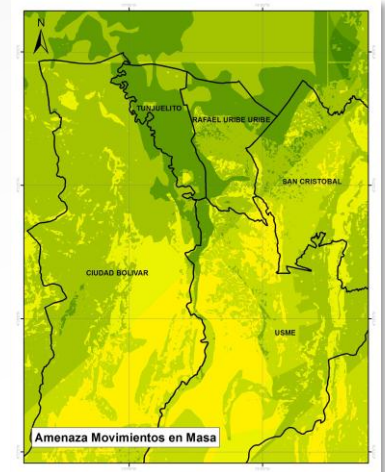 N
TUNJUELITO
RAFAEL URIBE URIBE
SAN CRISTOBAL
CIUDAD BOLIVAR
USME
Amenaza Movimientos en Masa